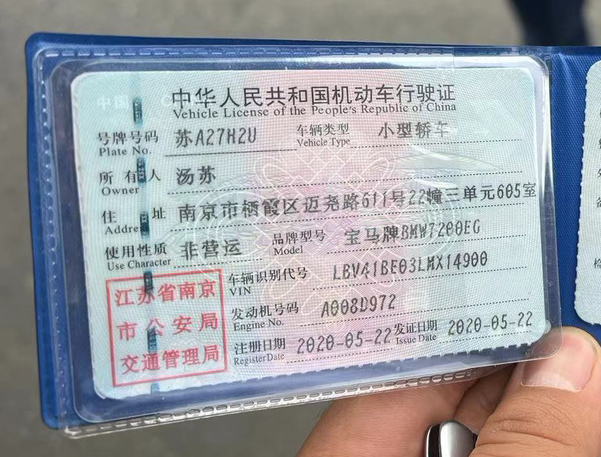 中华人民共和国机动车行驶证
Vehicle License of the People's Republic of China
号牌号码 苏A27H2U 车辆类型 小型轿车
Plate No. Vehicle Type
所有人 汤苏
Owner
住址 南京市栖霞区迈尧路611号22幢三单元605室
Address
使用性质 非营运 品牌型号 宝马牌BMW7200EG
Use Character Model
车辆识别代号 LBV41BE03LMX14900
VIN
发动机号码 A008D972
Engine No.
注册日期 2020-05-22 发证日期 2020-05-22
Register Date Issue Date
江苏省南京
市公安局
交通管理局